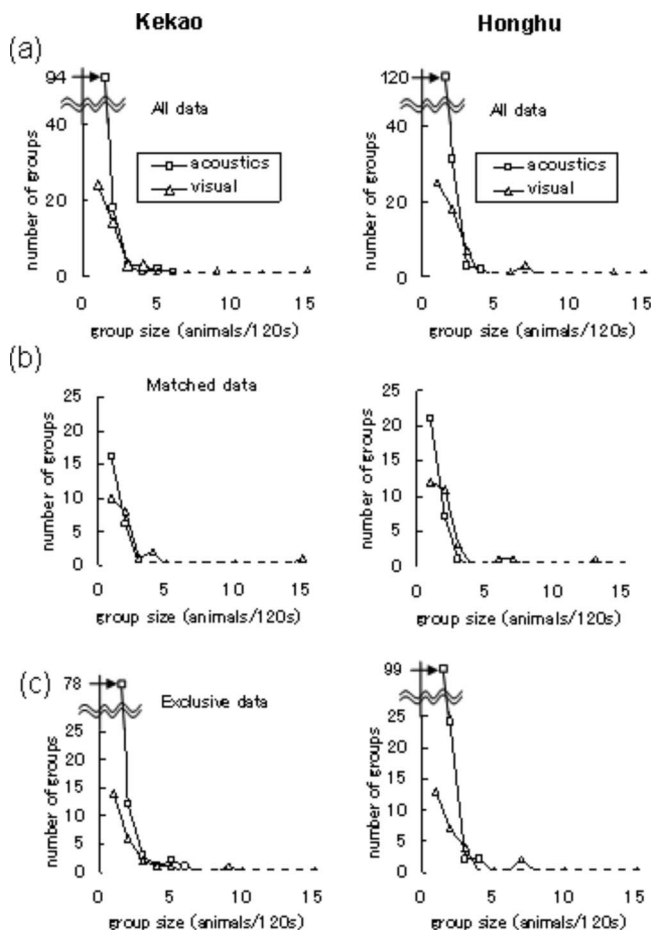 Kekao
Honghu
(a)
94
All data
40
20
0
number of groups
acoustics
visual
0 5 10 15
group size (animals/120s)
120
All data
40
20
0
number of groups
acoustics
visual
0 5 10 15
group size (animals/120s)
(b)
Matched data
25
20
15
10
5
0
number of groups
0 5 10 15
group size (animals/120s)
25
20
15
10
5
0
number of groups
0 5 10 15
group size (animals/120s)
(c)
78
Exclusive data
25
20
15
10
5
0
number of groups
0 5 10 15
group size (animals/120s)
99
25
20
15
10
5
0
number of groups
0 5 10 15
group size (animals/120s)